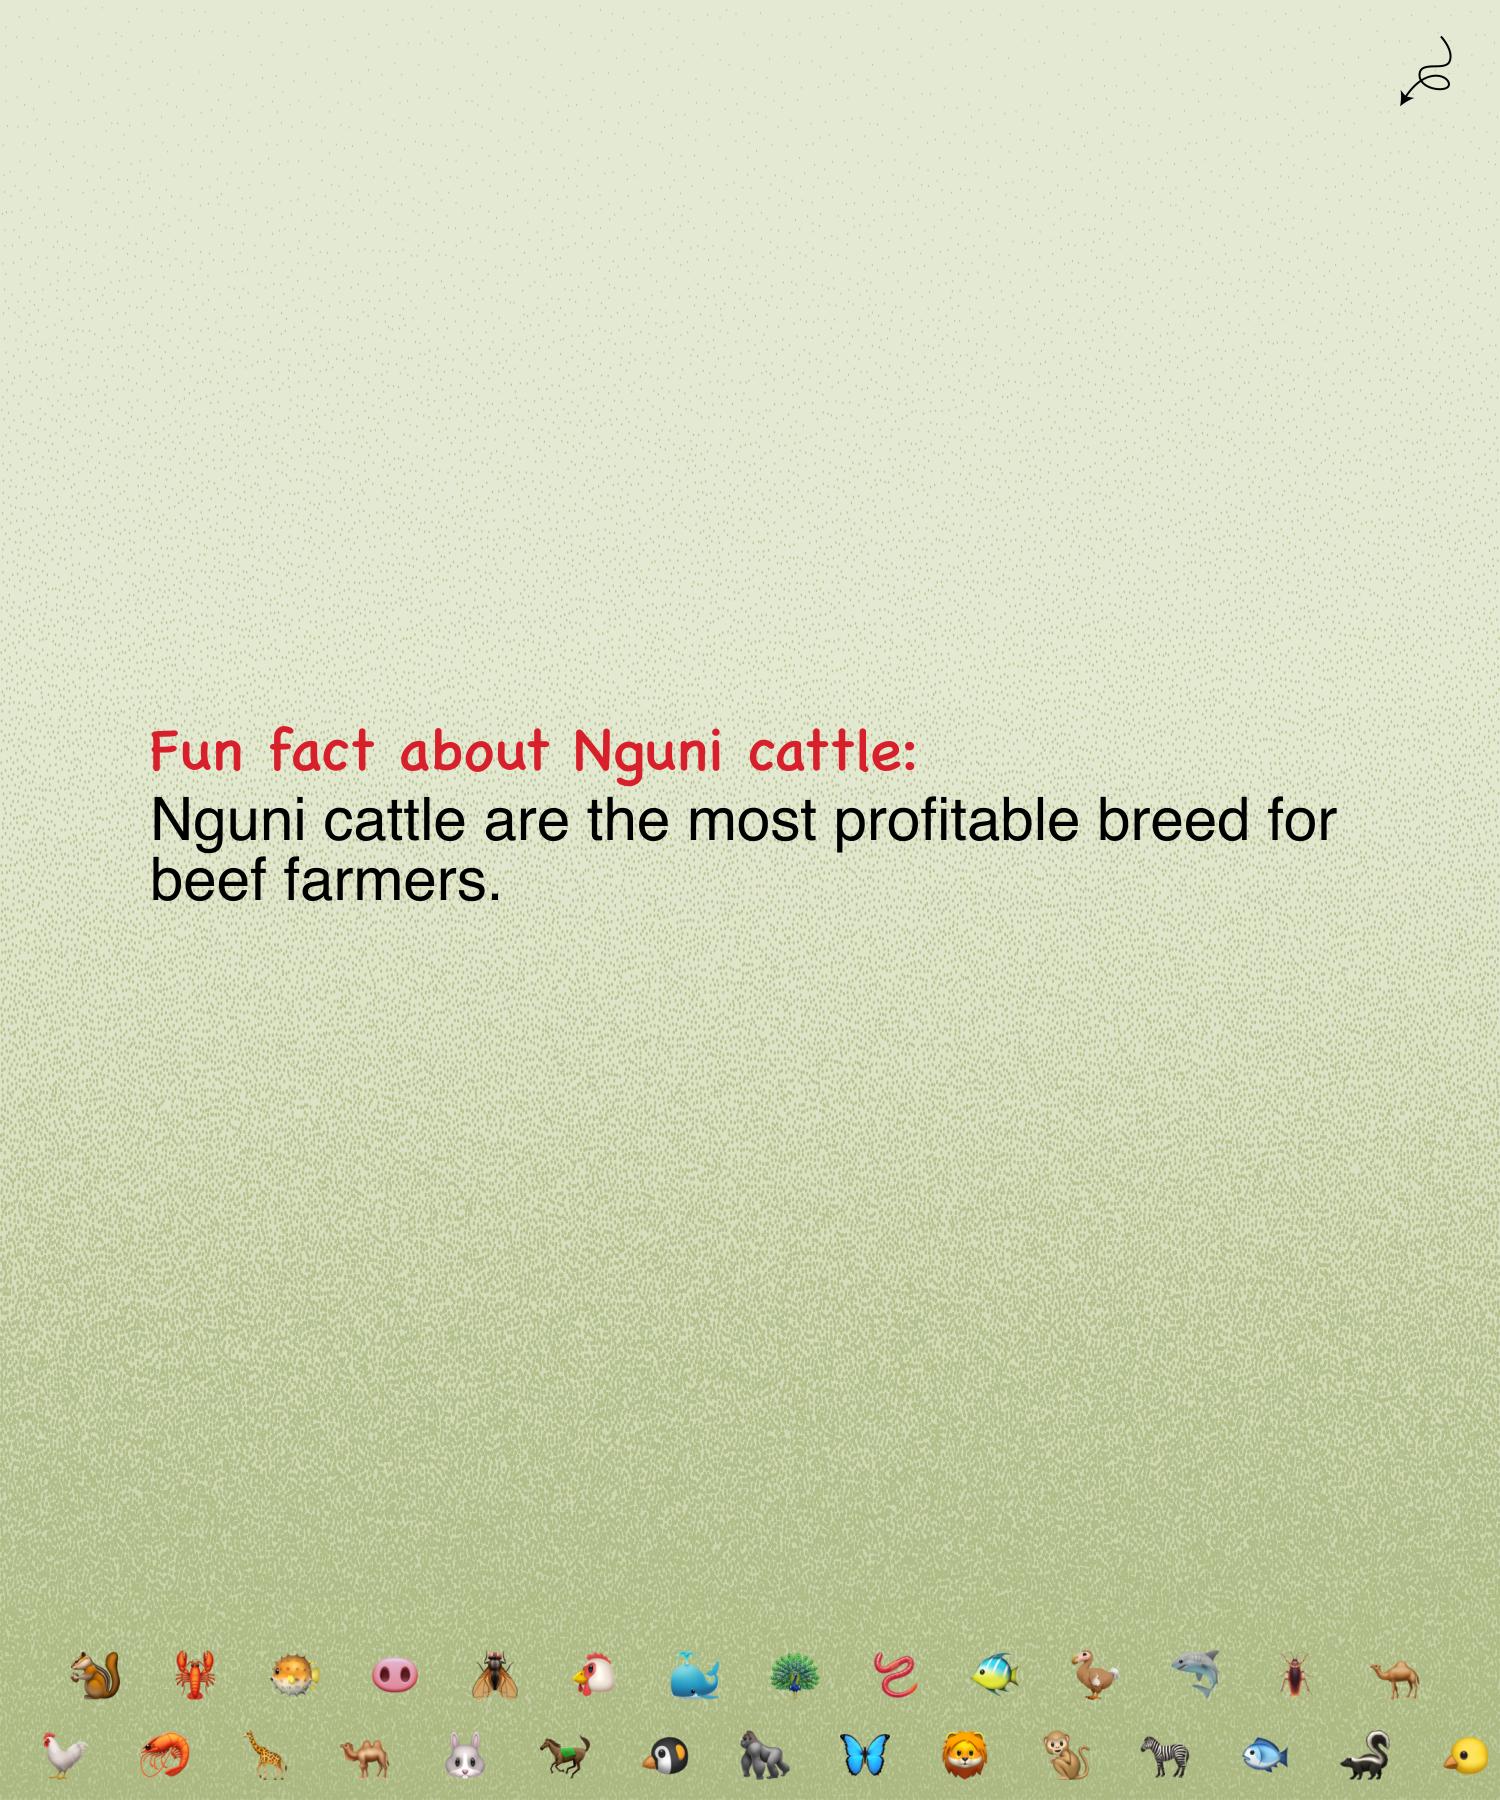 Fun fact about Nguni cattle:
Nguni cattle are the most profitable breed for
beef farmers.